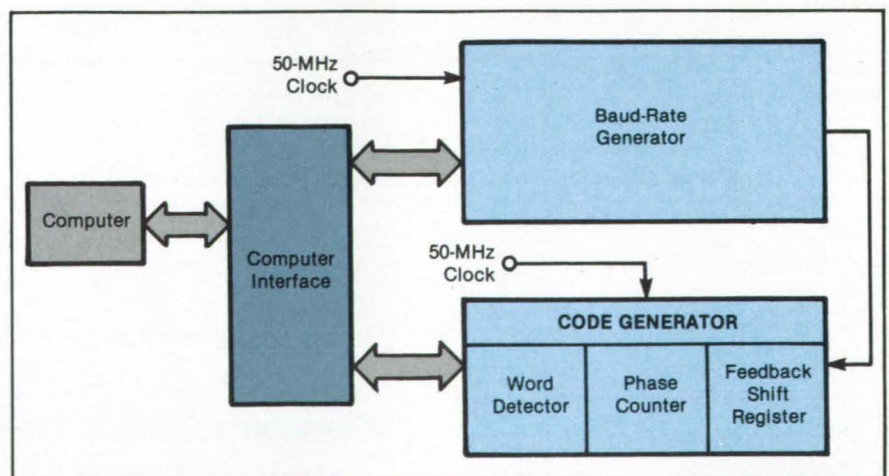 50-MHz
Clock
Baud-Rate
Generator
Computer
Computer
Interface
50-MHz
Clock
CODE GENERATOR
Word
Detector
Phase
Counter
Feedback
Shift
Register